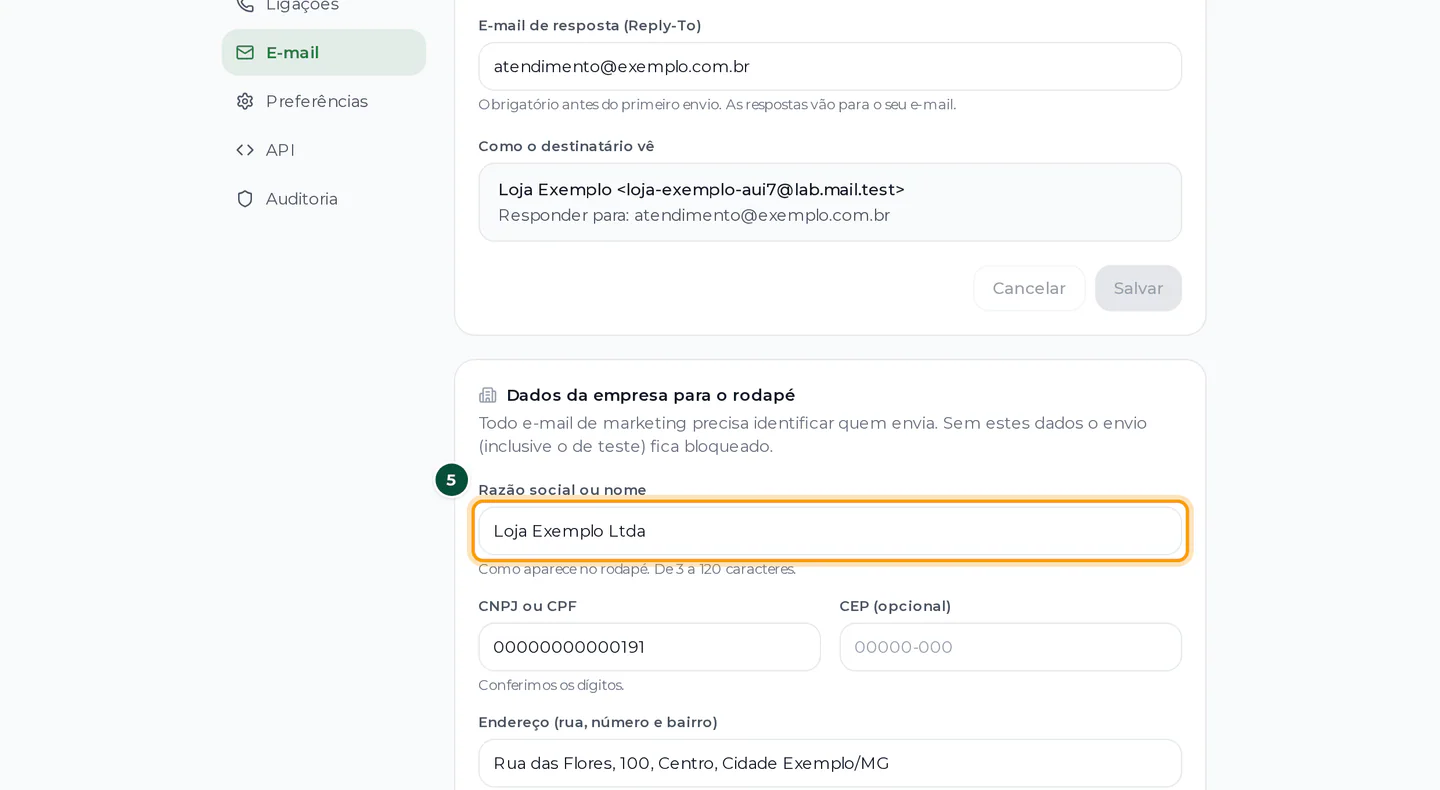 Ligações
E-mail
Preferências
API
Auditoria
E-mail de resposta (Reply-To)
atendimento@exemplo.com.br
Obrigatório antes do primeiro envio. As respostas vão para o seu e-mail.
Como o destinatário vê
Loja Exemplo <loja-exemplo-aui7@lab.mail.test>
Responder para: atendimento@exemplo.com.br
Cancelar
Salvar
Dados da empresa para o rodapé
Todo e-mail de marketing precisa identificar quem envia. Sem estes dados o envio
(inclusive o de teste) fica bloqueado.
5
Razão social ou nome
Loja Exemplo Ltda
Como aparece no rodapé. De 3 a 120 caracteres.
CNPJ ou CPF
00000000000191
Conferimos os dígitos.
CEP (opcional)
00000-000
Endereço (rua, número e bairro)
Rua das Flores, 100, Centro, Cidade Exemplo/MG